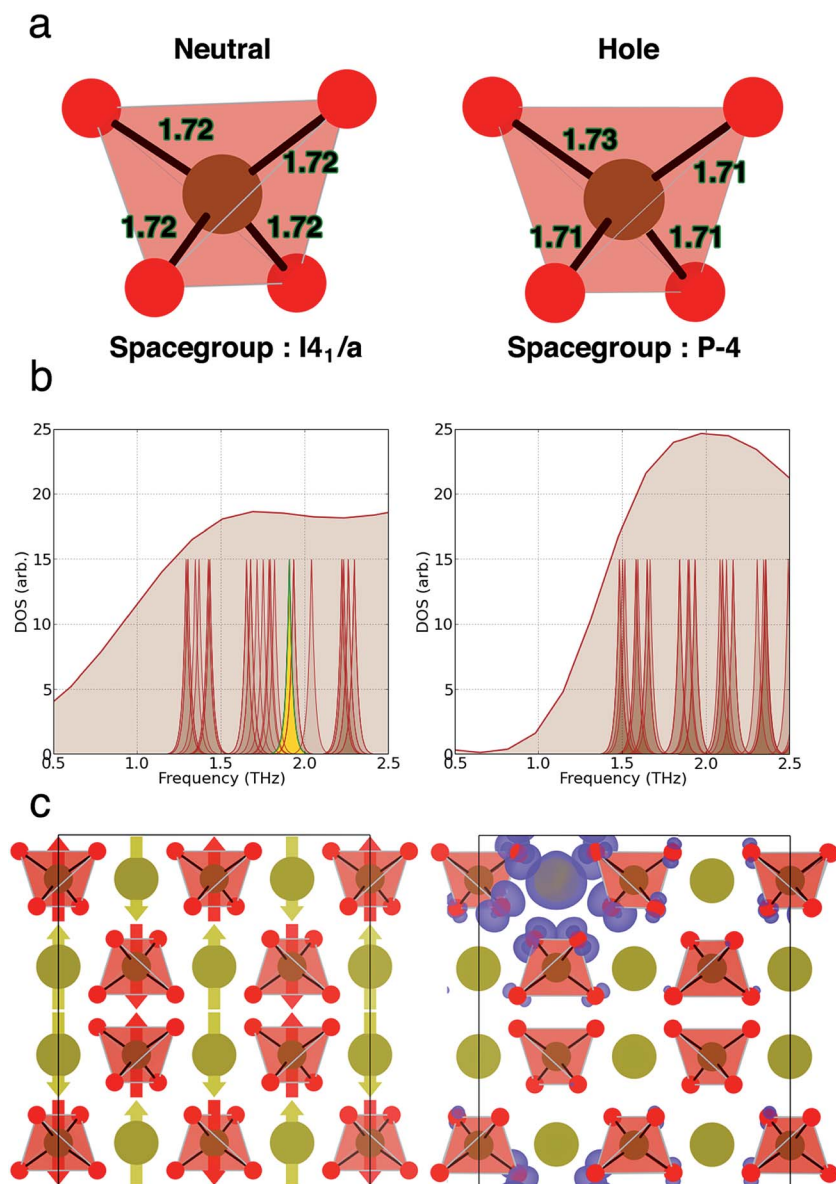 a
Neutral
Hole
1.72
1.72
1.72
1.72
1.73
1.71
1.71
1.71
Spacegroup : I4₁/a
Spacegroup : P-4
b
25
20
15
10
5
0
DOS (arb.)
0.5
1.0
1.5
2.0
2.5
Frequency (THz)
25
20
15
10
5
0
DOS (arb.)
0.5
1.0
1.5
2.0
2.5
Frequency (THz)
c